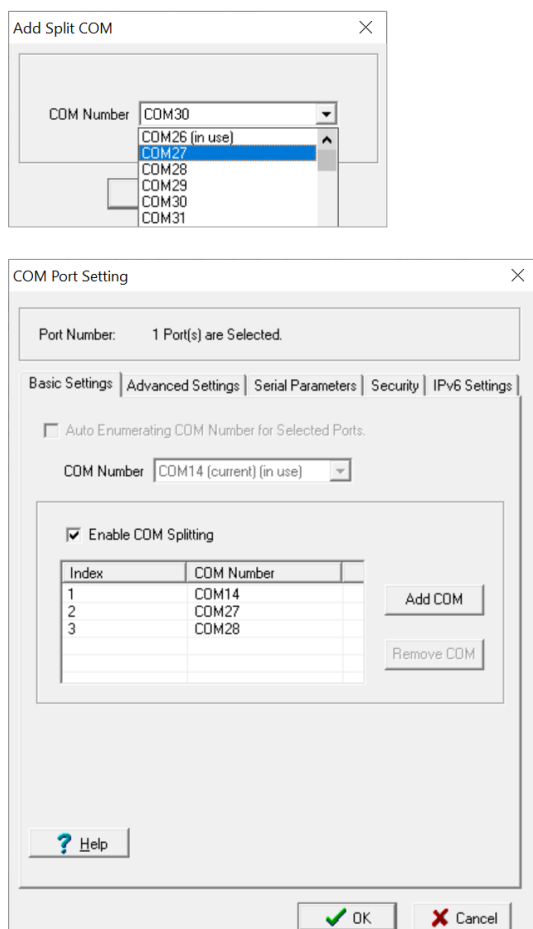 Add Split COM
COM Number COM30
COM26 (in use)
COM27
COM28
COM29
COM30
COM31
COM Port Setting
Port Number: 1 Port(s) are Selected.
Basic Settings Advanced Settings Serial Parameters Security IPv6 Settings
Auto Enumerating COM Number for Selected Ports.
COM Number COM14 (current) (in use)
Enable COM Splitting
Index COM Number
1 COM14
2 COM27
3 COM28
Add COM
Remove COM
Help
OK Cancel